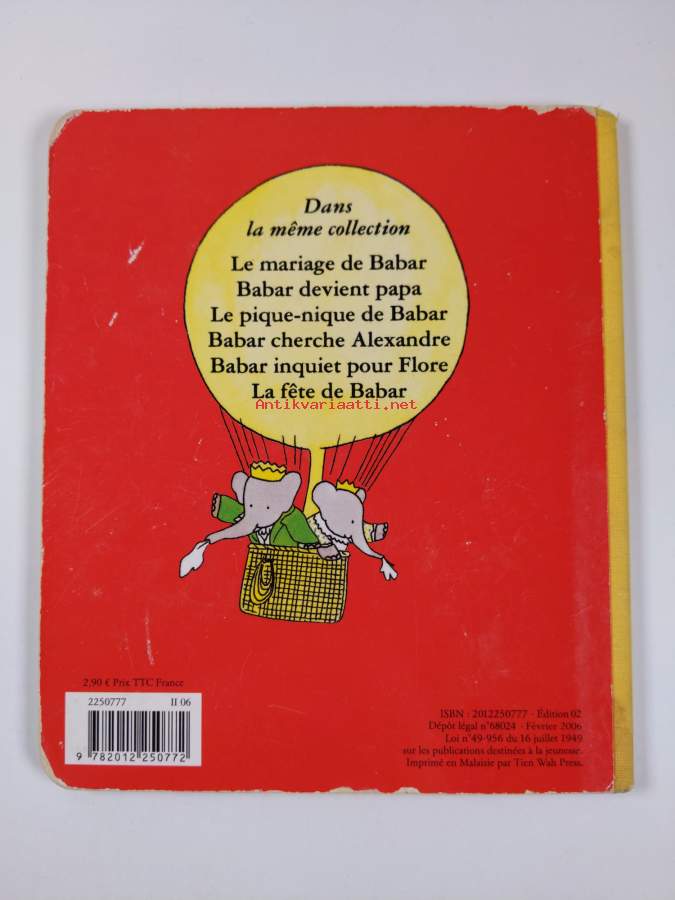 Dans
la même collection
Le mariage de Babar
Babar devient papa
Le pique-nique de Babar
Babar cherche Alexandre
Babar inquiet pour Flore
La fête de Babar
Antikvariaatti.net
2,90 € Prix TTC France
2250777 II 06
9 782012 250772
ISBN : 2012250777 - Édition 02
Dépôt légal n°68024 - Février 2006
Loi n°49-956 du 16 juillet 1949
sur les publications destinées à la jeunesse.
Imprimé en Malaisie par Tien Wah Press.